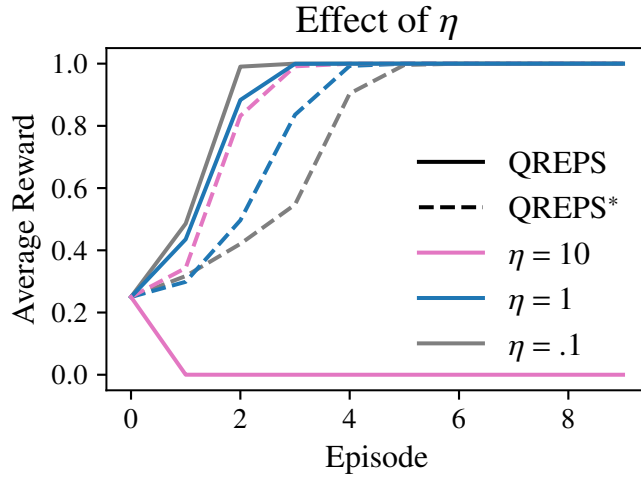 Effect of η
Average Reward
1.0
0.8
0.6
0.4
0.2
0.0
QREPS
QREPS*
η = 10
η = 1
η = .1
0 2 4 6 8
Episode